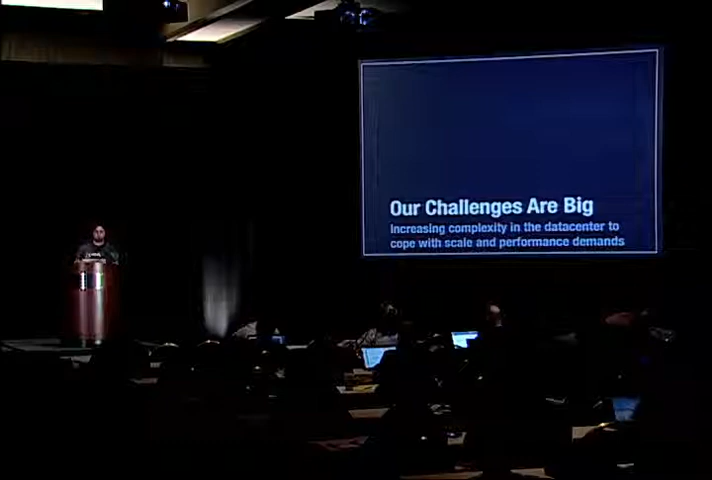 Our Challenges Are Big
Increasing complexity in the datacenter to
cope with scale and performance demands